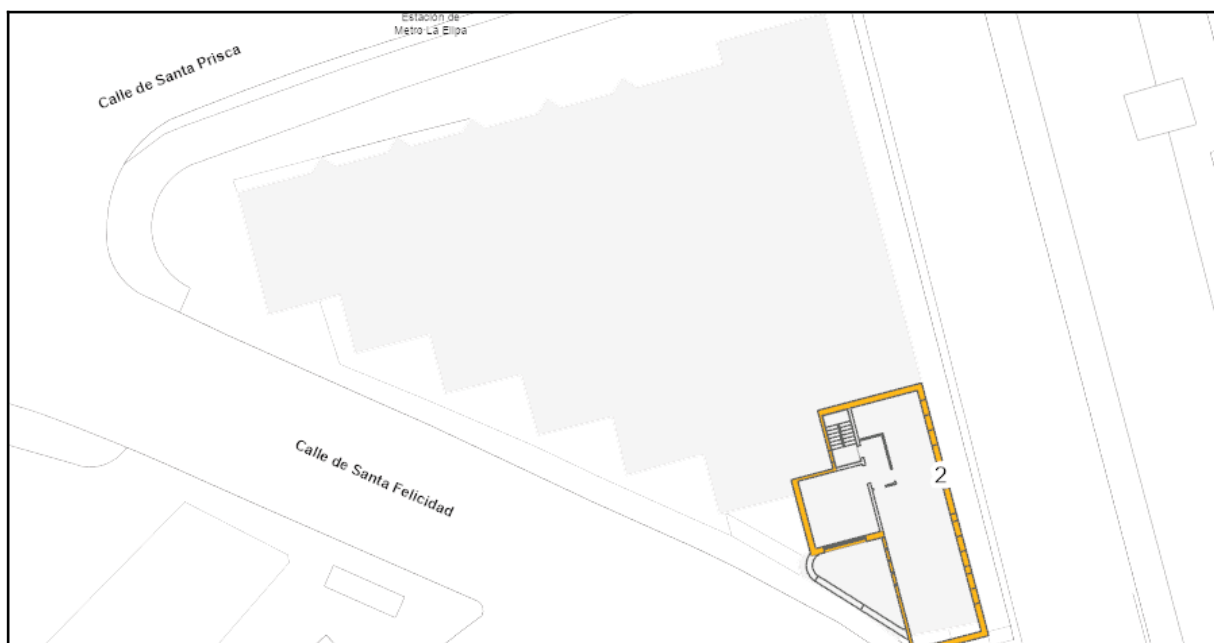 Estación de
Metro La Elipa
Calle de Santa Prisca
Calle de Santa Felicidad
2